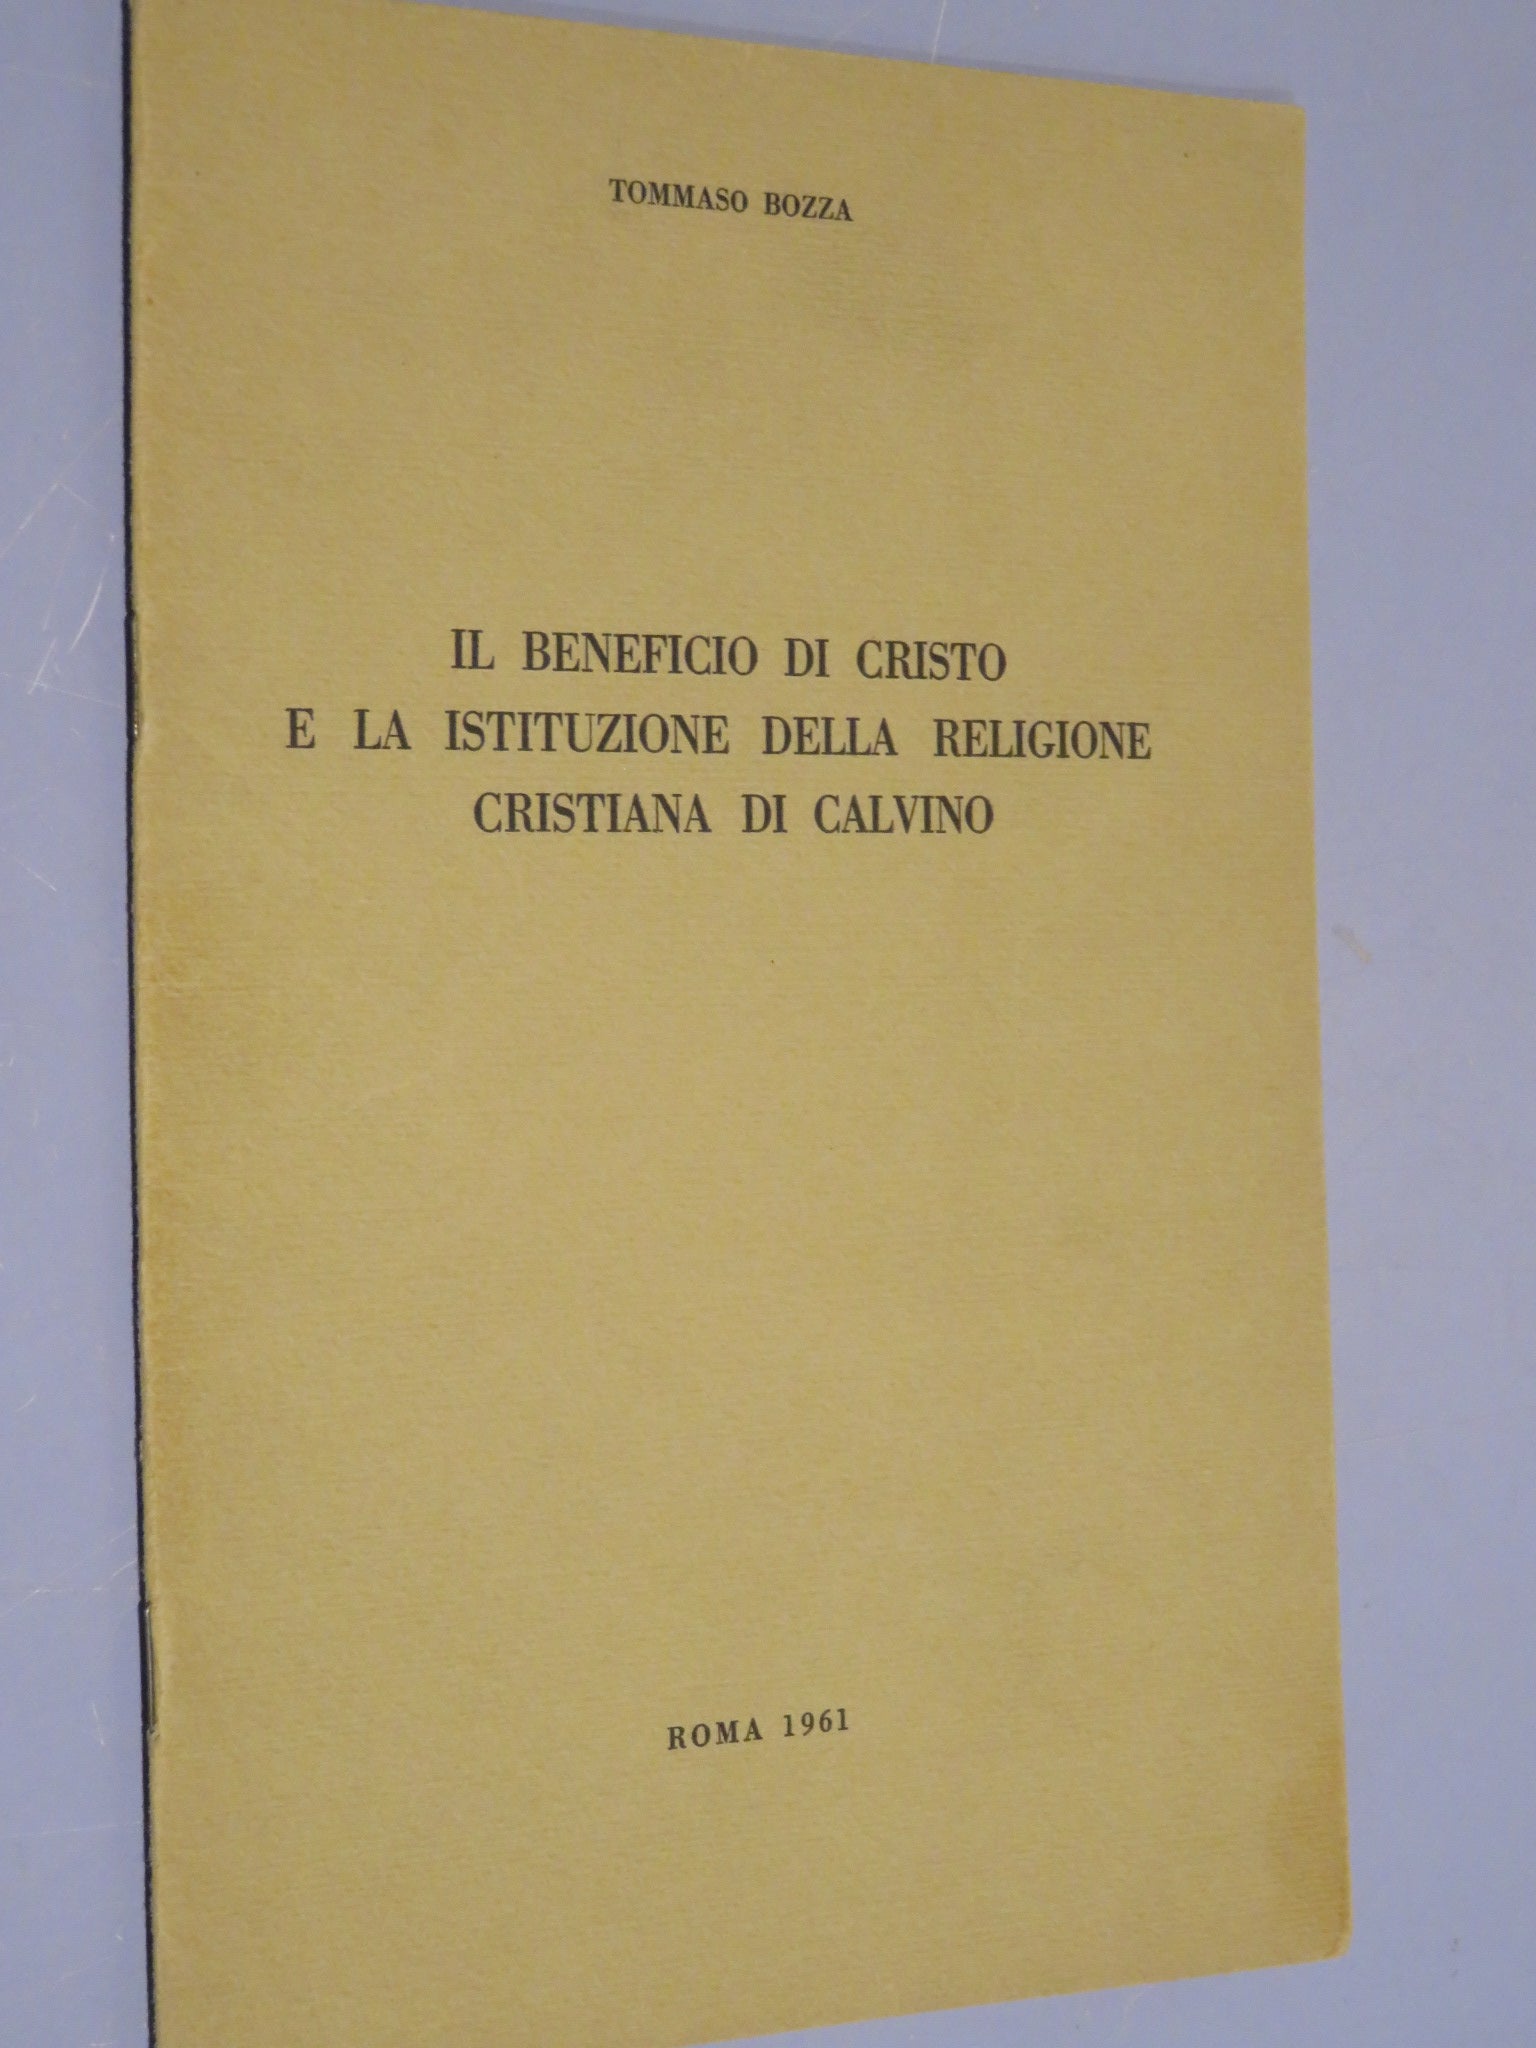 TOMMASO BOZZA
IL BENEFICIO DI CRISTO
E LA ISTITUZIONE DELLA RELIGIONE
CRISTIANA DI CALVINO
ROMA 1961